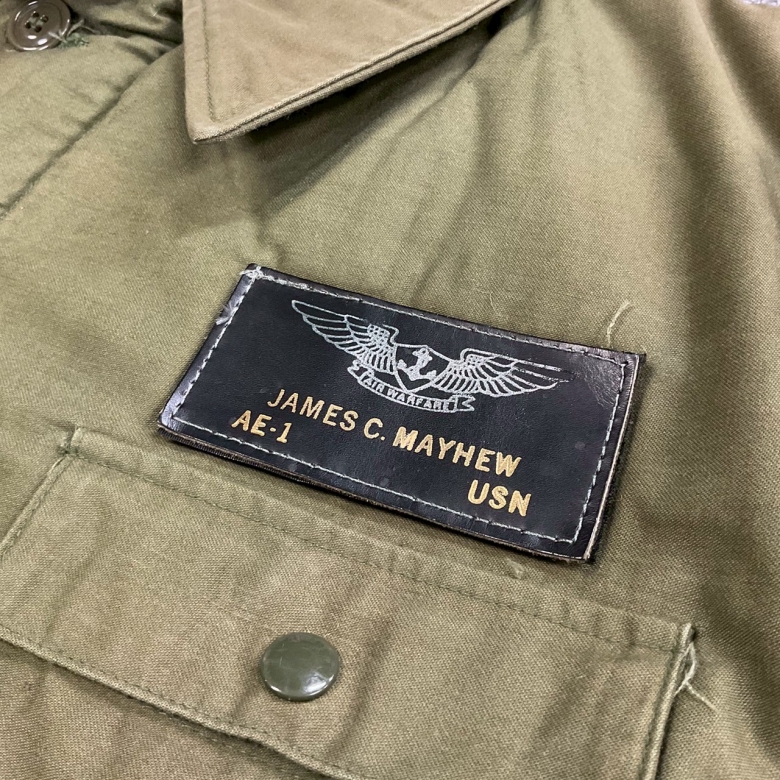 AIR WARFARE
JAMES C. MAYHEW
AE-1
USN